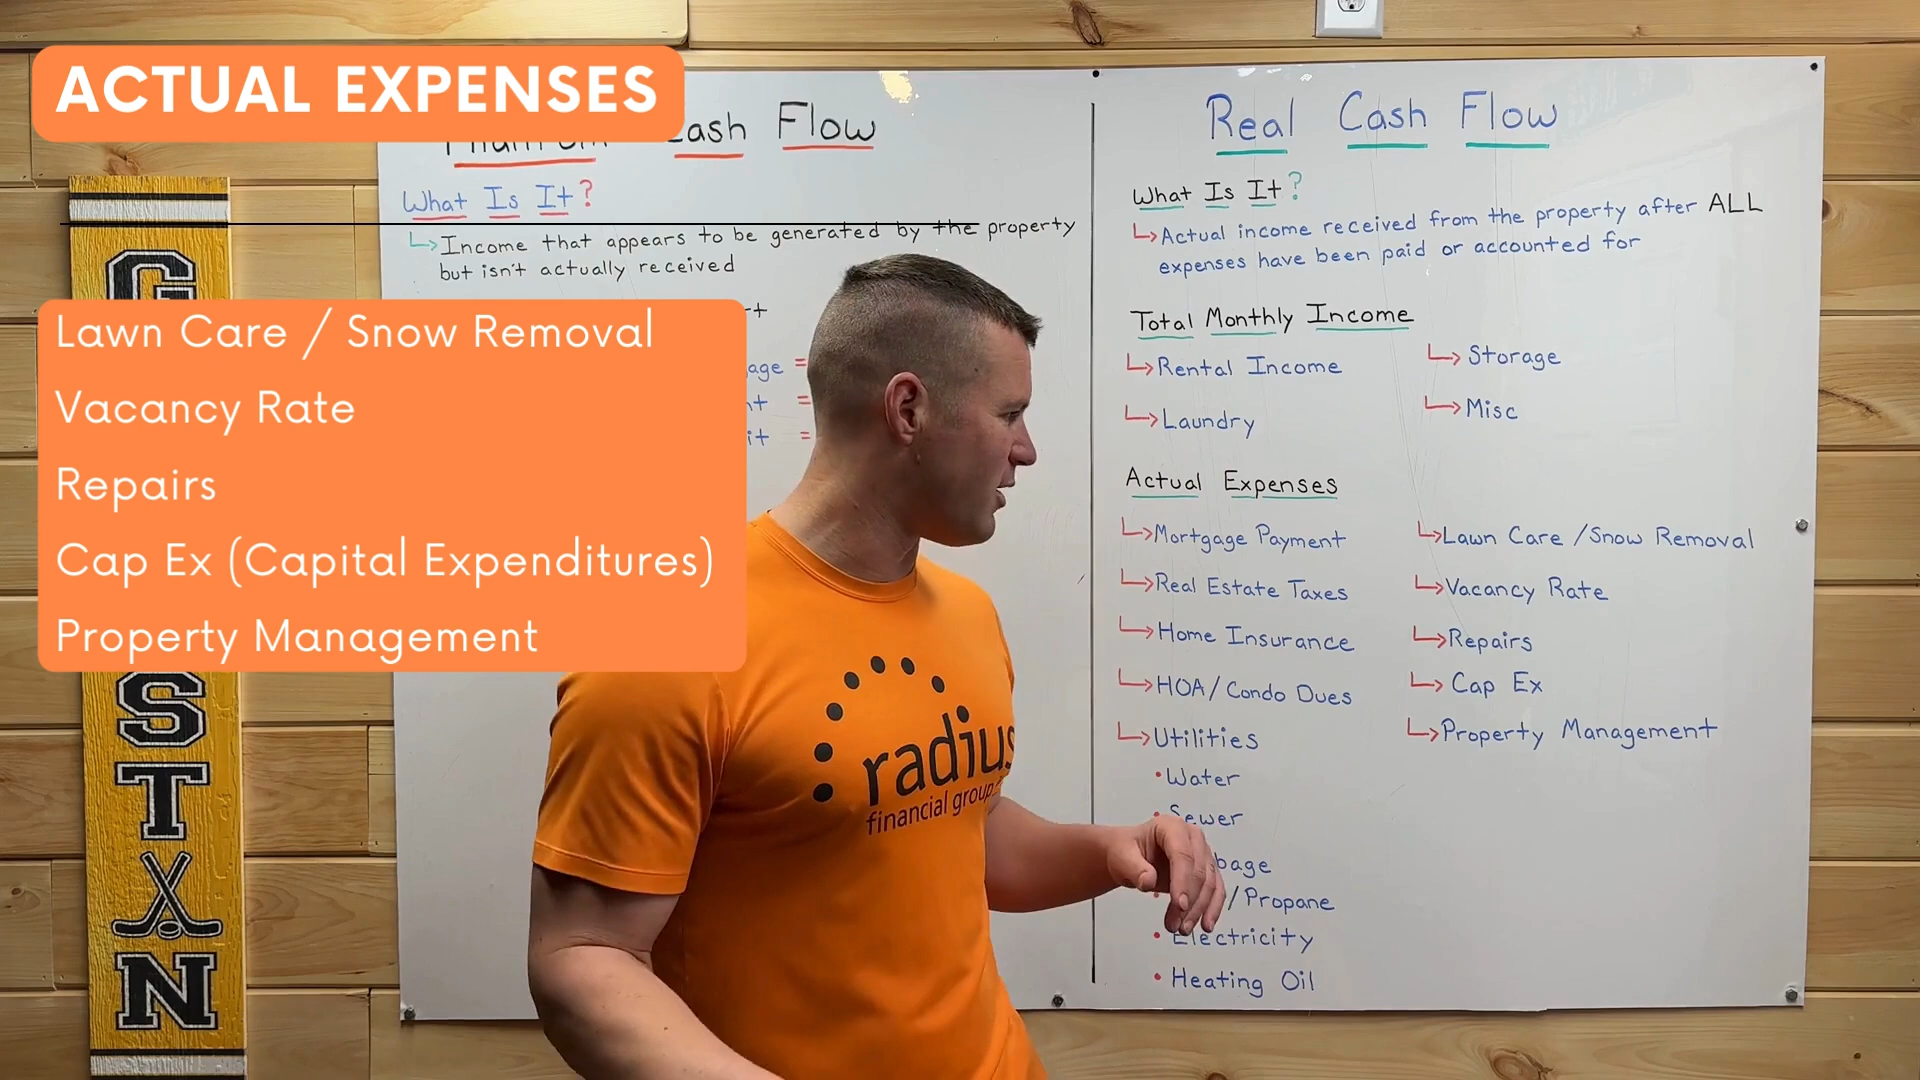 ACTUAL EXPENSES
Cash Flow
What Is It?
Income that appears to be generated by the property
but isn't actually received
Lawn Care / Snow Removal
Vacancy Rate
Repairs
Cap Ex (Capital Expenditures)
Property Management
=
=
=
Real Cash Flow
What Is It?
Actual income received from the property after ALL
expenses have been paid or accounted for
Total Monthly Income
Rental Income
Laundry
Storage
Misc
Actual Expenses
Mortgage Payment
Real Estate Taxes
Home Insurance
HOA/Condo Dues
Utilities
• Water
• Sewer
bage
/Propane
• Electricity
• Heating Oil
Lawn Care /Snow Removal
Vacancy Rate
Repairs
Cap Ex
Property Management
radius
financial group
STN